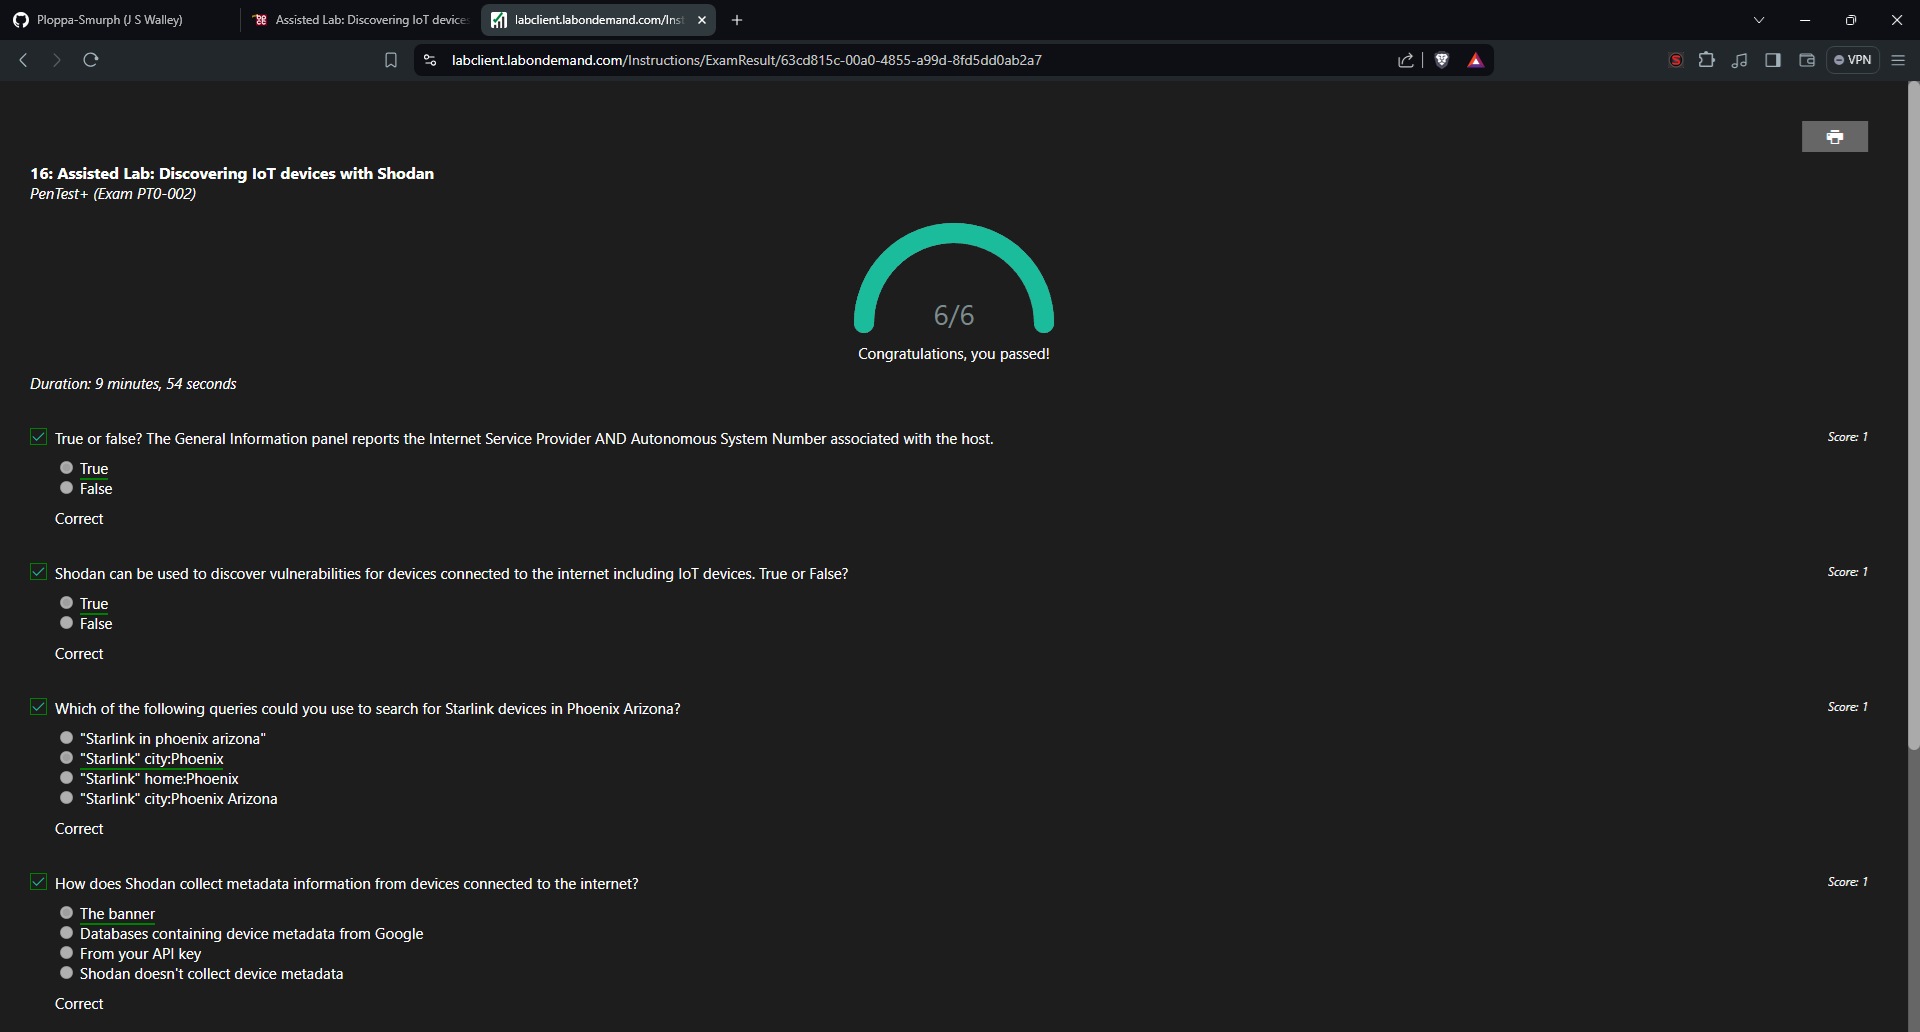 Ploppa-Smurph (J S Walley)
Assisted Lab: Discovering IoT devices
labclient.labondemand.com/Inst
labclient.labondemand.com/Instructions/ExamResult/63cd815c-00a0-4855-a99d-8fd5dd0ab2a7
VPN
16: Assisted Lab: Discovering IoT devices with Shodan
PenTest+ (Exam PT0-002)
6/6
Congratulations, you passed!
Duration: 9 minutes, 54 seconds
True or false? The General Information panel reports the Internet Service Provider AND Autonomous System Number associated with the host.
Score: 1
True
False
Correct
Shodan can be used to discover vulnerabilities for devices connected to the internet including IoT devices. True or False?
Score: 1
True
False
Correct
Which of the following queries could you use to search for Starlink devices in Phoenix Arizona?
Score: 1
"Starlink in phoenix arizona"
"Starlink" city:Phoenix
"Starlink" home:Phoenix
"Starlink" city:Phoenix Arizona
Correct
How does Shodan collect metadata information from devices connected to the internet?
Score: 1
The banner
Databases containing device metadata from Google
From your API key
Shodan doesn't collect device metadata
Correct